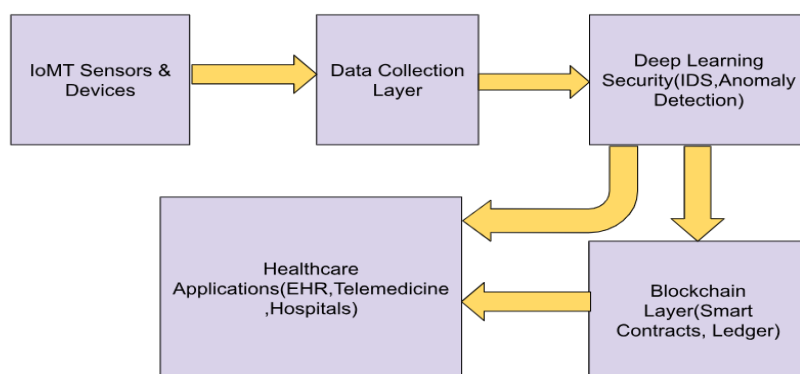 IoMT Sensors &
Devices
Data Collection
Layer
Deep Learning
Security(IDS,Anomaly
Detection)
Healthcare
Applications(EHR,Telemedicine
,Hospitals)
Blockchain
Layer(Smart
Contracts, Ledger)